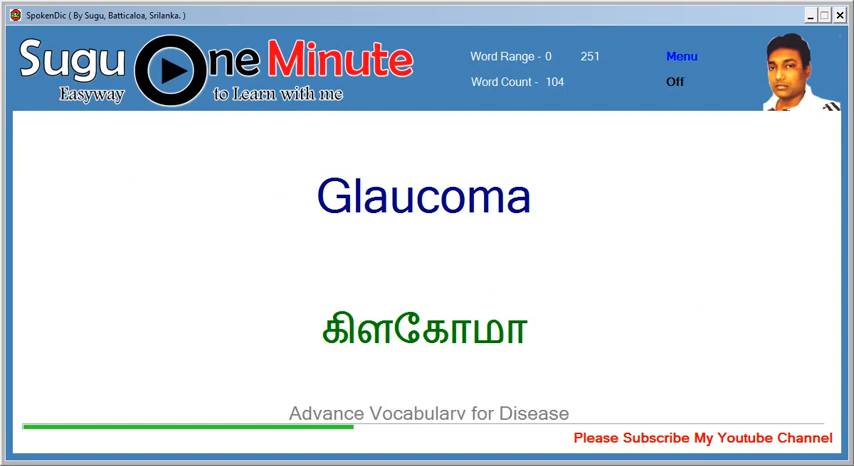 SpokenDic ( By Sugu, Batticaloa, Srilanka. )
Sugu One Minute
Easyway to Learn with me
Word Range - 0 251
Menu
Word Count - 104
Off
Glaucoma
கிளகோமா
Advance Vocabulary for Disease
Please Subscribe My Youtube Channel